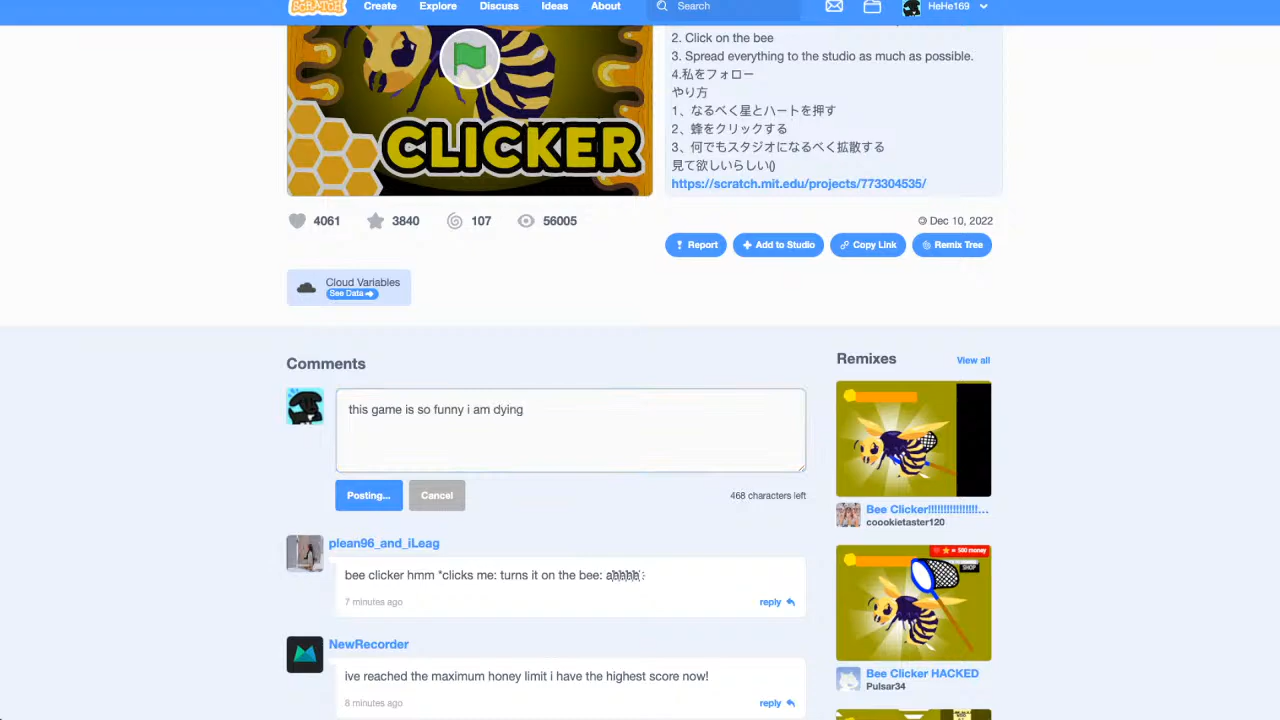 SCRATCH
Create
Explore
Discuss
Ideas
About
Search
HeHe169
CLICKER
2. Click on the bee
3. Spread everything to the studio as much as possible.
4.私をフォロー
やり方
1、なるべく星とハートを押す
2、蜂をクリックする
3、何でもスタジオになるべく拡散する
見て欲しいらしい()
https://scratch.mit.edu/projects/773304535/
4061
3840
107
56005
© Dec 10, 2022
Report
Add to Studio
Copy Link
Remix Tree
Cloud Variables
See Data
Comments
this game is so funny i am dying
Posting...
Cancel
468 characters left
plean96_and_iLeag
bee clicker hmm *clicks me: turns it on the bee:
7 minutes ago
reply
NewRecorder
ive reached the maximum honey limit i have the highest score now!
8 minutes ago
reply
Remixes
View all
Bee Clicker!!!!!!!!!!!!!!!!...
coookietaster120
= 500 money
SHOP
Bee Clicker HACKED
Pulsar34